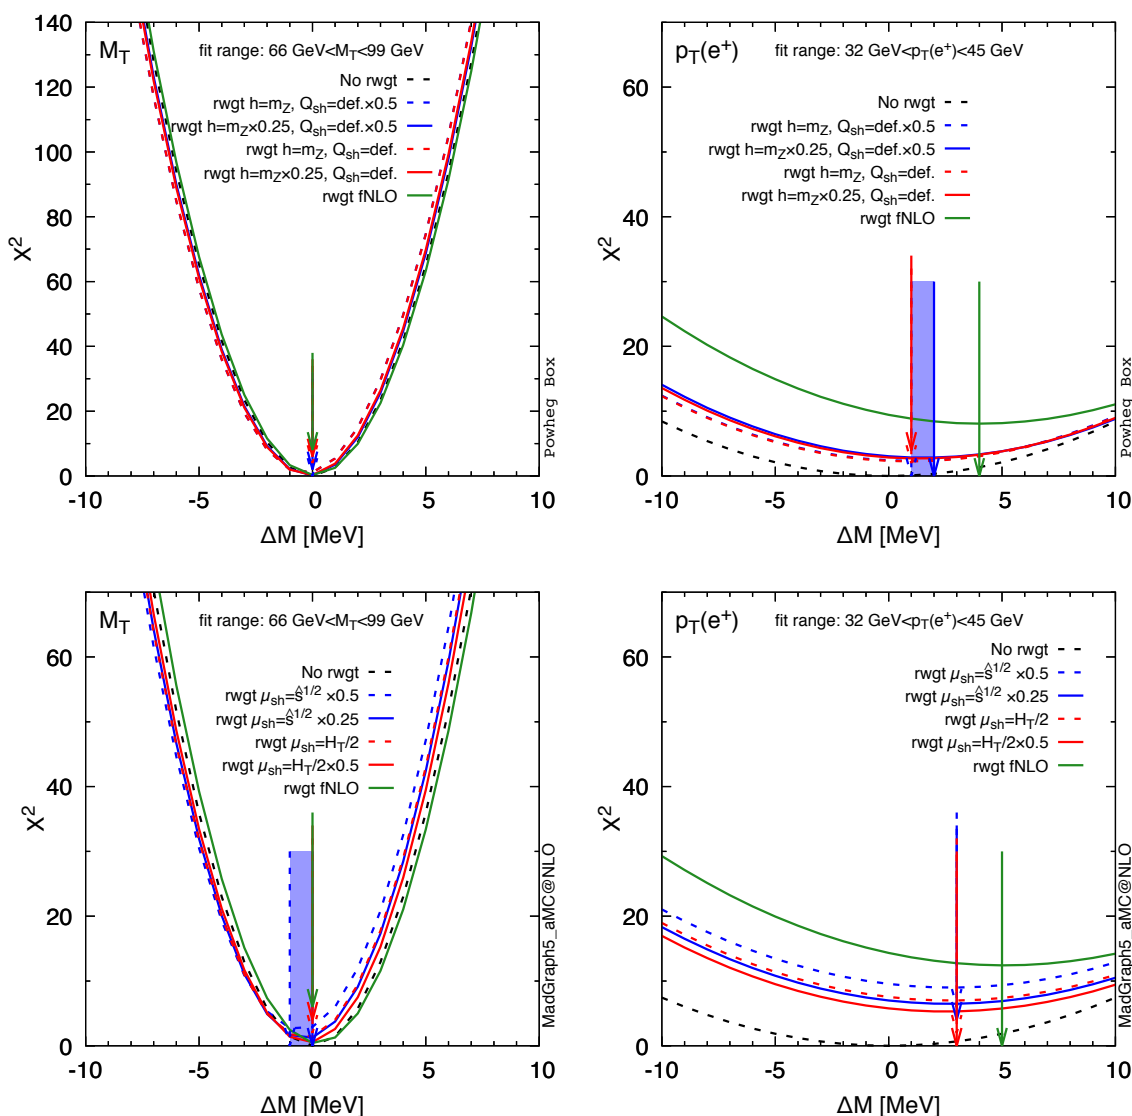 M_T fit range: 66 GeV<M_T<99 GeV
No rwgt
rwgt h=m_Z, Q_sh=def.×0.5
rwgt h=m_Z×0.25, Q_sh=def.×0.5
rwgt h=m_Z, Q_sh=def.
rwgt h=m_Z×0.25, Q_sh=def.
rwgt fNLO
140
120
100
80
60
40
20
0
χ²
-10 -5 0 5 10
ΔM [MeV]
Powheg Box
p_T(e⁺) fit range: 32 GeV<p_T(e⁺)<45 GeV
No rwgt
rwgt h=m_Z, Q_sh=def.×0.5
rwgt h=m_Z×0.25, Q_sh=def.×0.5
rwgt h=m_Z, Q_sh=def.
rwgt h=m_Z×0.25, Q_sh=def.
rwgt fNLO
60
40
20
0
χ²
-10 -5 0 5 10
ΔM [MeV]
Powheg Box
M_T fit range: 66 GeV<M_T<99 GeV
No rwgt
rwgt μ_sh=ŝ^1/2 ×0.5
rwgt μ_sh=ŝ^1/2 ×0.25
rwgt μ_sh=H_T/2
rwgt μ_sh=H_T/2×0.5
rwgt fNLO
60
40
20
0
χ²
-10 -5 0 5 10
ΔM [MeV]
MadGraph5_aMC@NLO
p_T(e⁺) fit range: 32 GeV<p_T(e⁺)<45 GeV
No rwgt
rwgt μ_sh=ŝ^1/2 ×0.5
rwgt μ_sh=ŝ^1/2 ×0.25
rwgt μ_sh=H_T/2
rwgt μ_sh=H_T/2×0.5
rwgt fNLO
60
40
20
0
χ²
-10 -5 0 5 10
ΔM [MeV]
MadGraph5_aMC@NLO